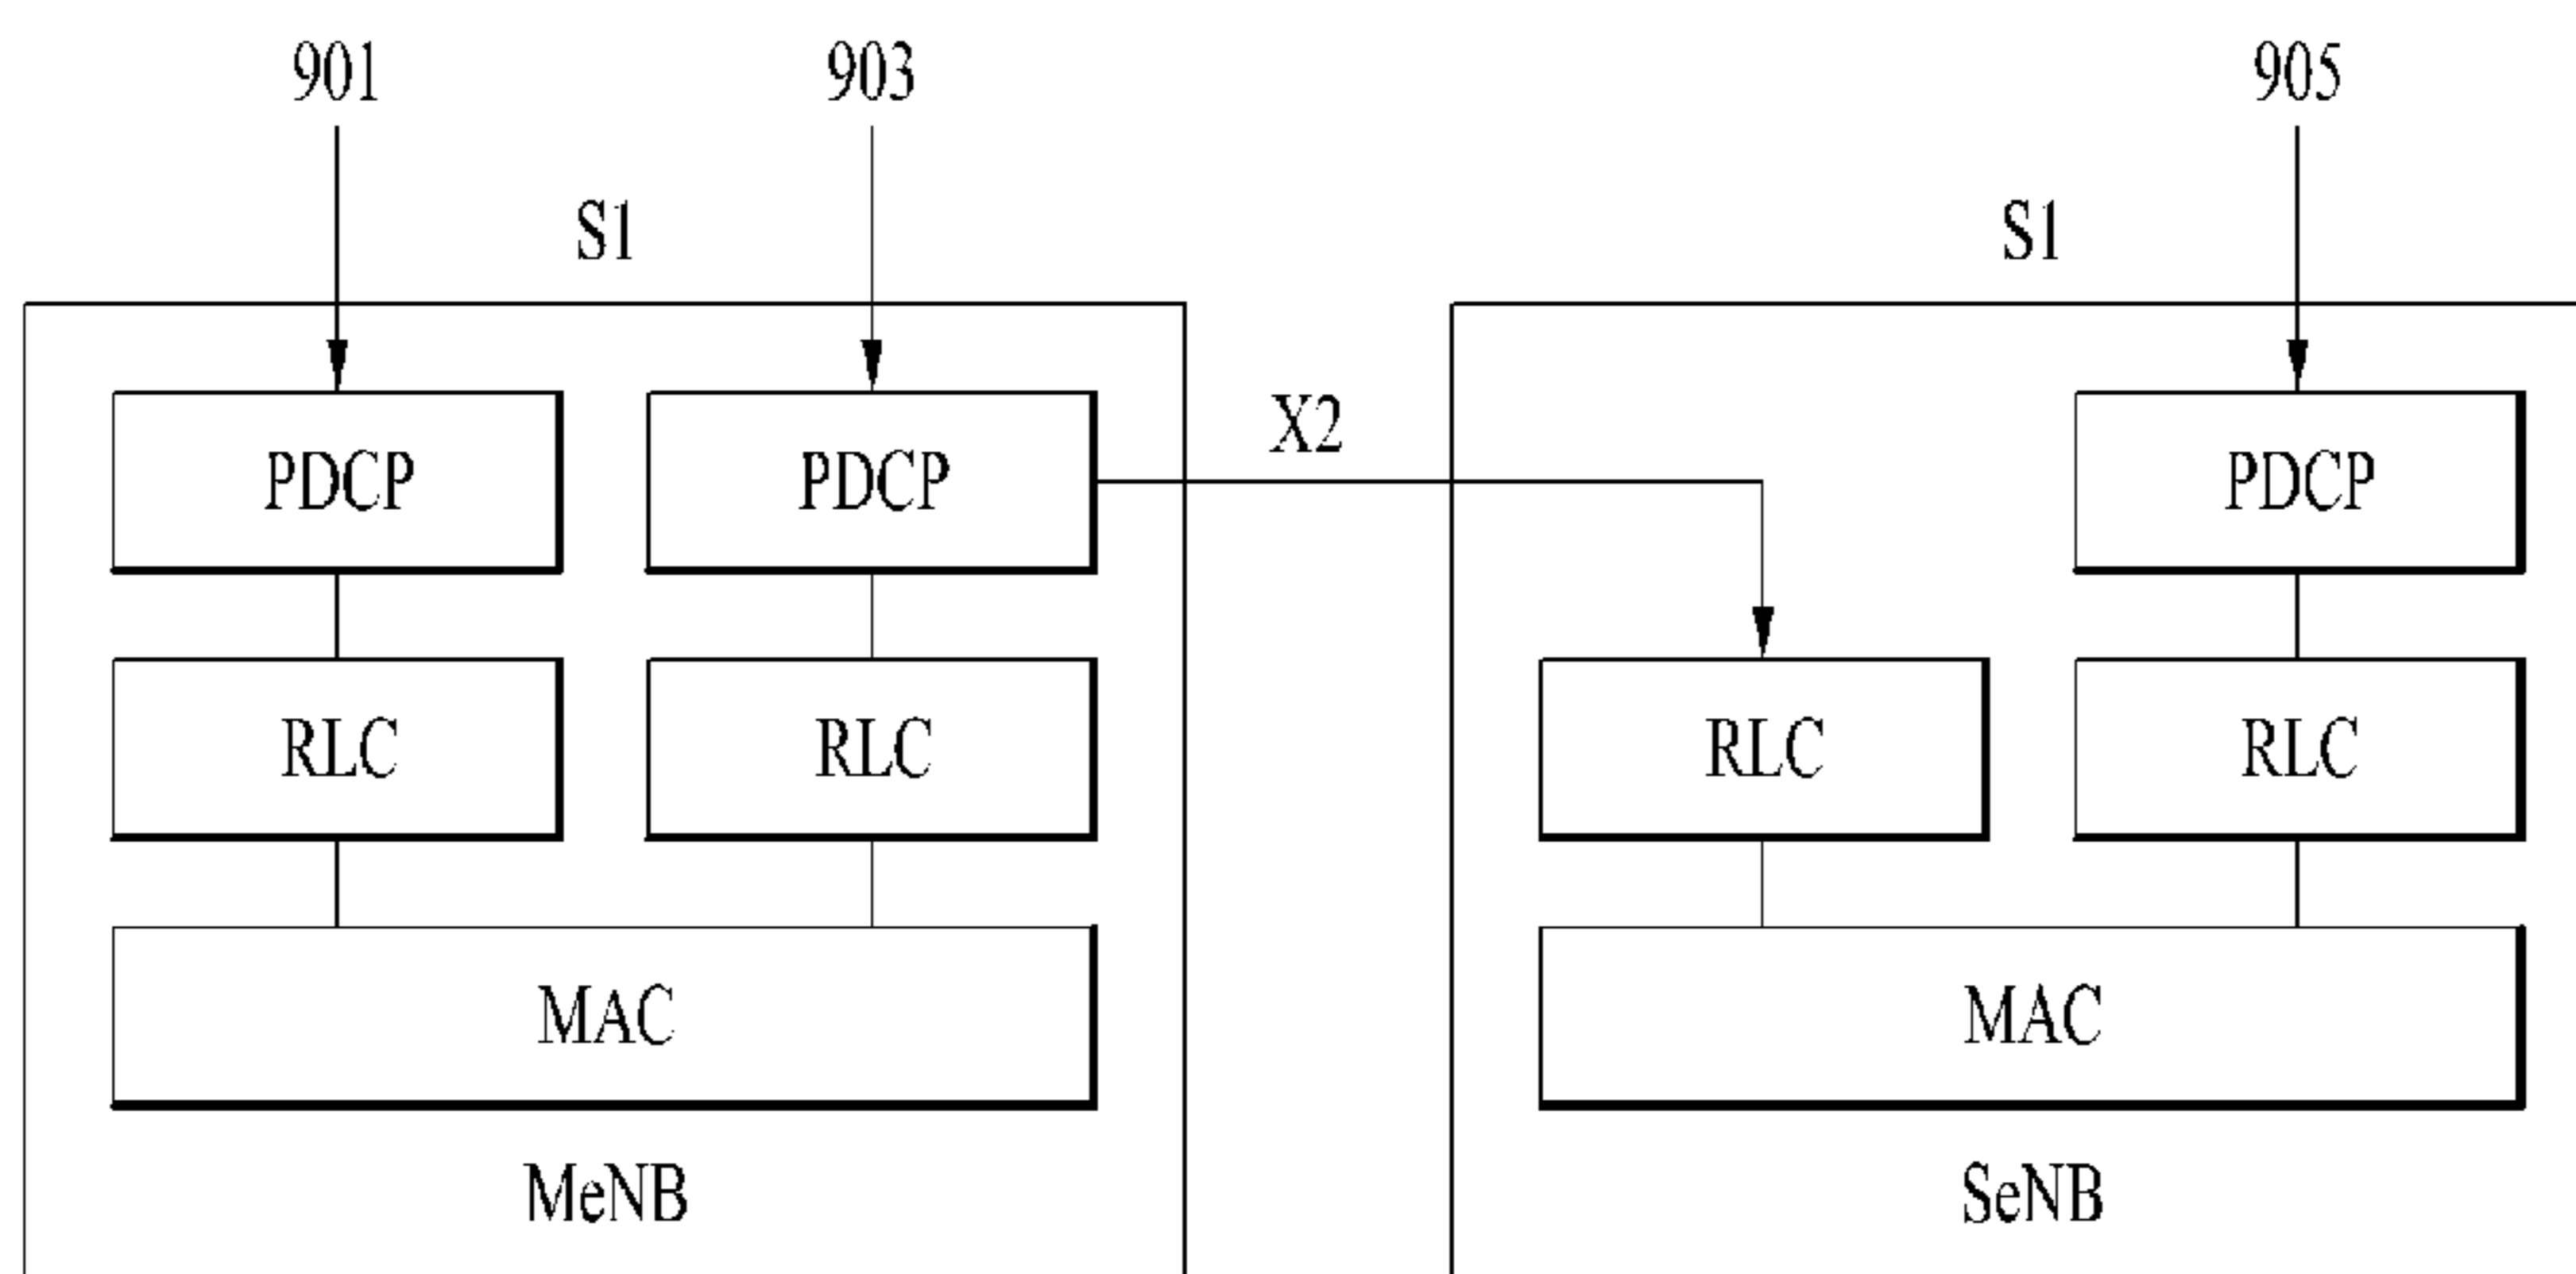 901 903 905
S1 S1
X2
PDCP PDCP PDCP
RLC RLC RLC RLC
MAC MAC
MeNB SeNB